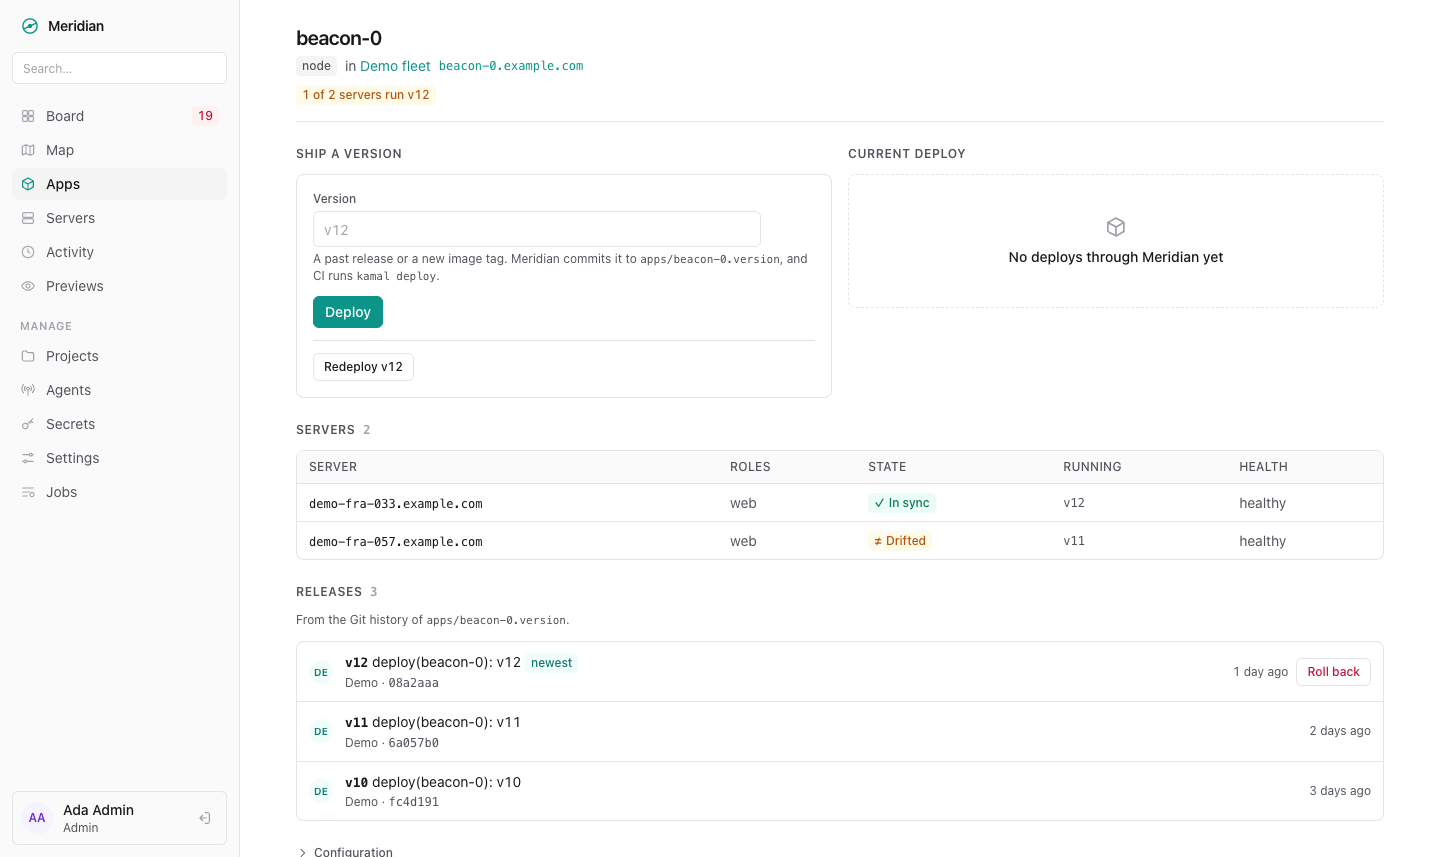 Meridian
Search...
Board 19
Map
Apps
Servers
Activity
Previews
MANAGE
Projects
Agents
Secrets
Settings
Jobs
AA Ada Admin
Admin
beacon-0
node in Demo fleet beacon-0.example.com
1 of 2 servers run v12
SHIP A VERSION
Version
v12
A past release or a new image tag. Meridian commits it to apps/beacon-0.version, and
CI runs kamal deploy.
Deploy
Redeploy v12
CURRENT DEPLOY
No deploys through Meridian yet
SERVERS 2
SERVER ROLES STATE RUNNING HEALTH
demo-fra-033.example.com web ✓ In sync v12 healthy
demo-fra-057.example.com web ≠ Drifted v11 healthy
RELEASES 3
From the Git history of apps/beacon-0.version.
DE v12 deploy(beacon-0): v12 newest 1 day ago Roll back
Demo · 08a2aaa
DE v11 deploy(beacon-0): v11 2 days ago
Demo · 6a057b0
DE v10 deploy(beacon-0): v10 3 days ago
Demo · fc4d191
Configuration